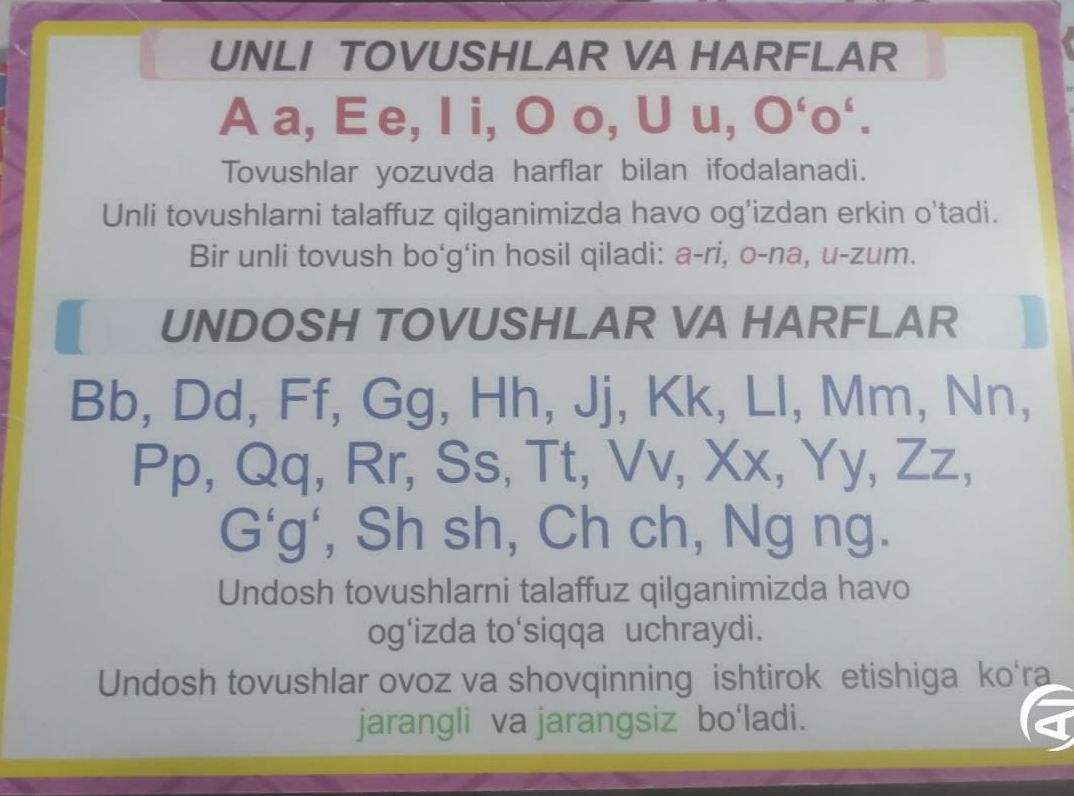 UNLI TOVUSHLAR VA HARFLAR
A a, E e, I i, O o, U u, O‘o‘.
Tovushlar yozuvda harflar bilan ifodalanadi.
Unli tovushlarni talaffuz qilganimizda havo og’izdan erkin o’tadi.
Bir unli tovush bo‘g‘in hosil qiladi: a-ri, o-na, u-zum.
UNDOSH TOVUSHLAR VA HARFLAR
Bb, Dd, Ff, Gg, Hh, Jj, Kk, Ll, Mm, Nn,
Pp, Qq, Rr, Ss, Tt, Vv, Xx, Yy, Zz,
G‘g‘, Sh sh, Ch ch, Ng ng.
Undosh tovushlarni talaffuz qilganimizda havo
og‘izda to‘siqqa uchraydi.
Undosh tovushlar ovoz va shovqinning ishtirok etishiga ko‘ra
jarangli va jarangsiz bo‘ladi.